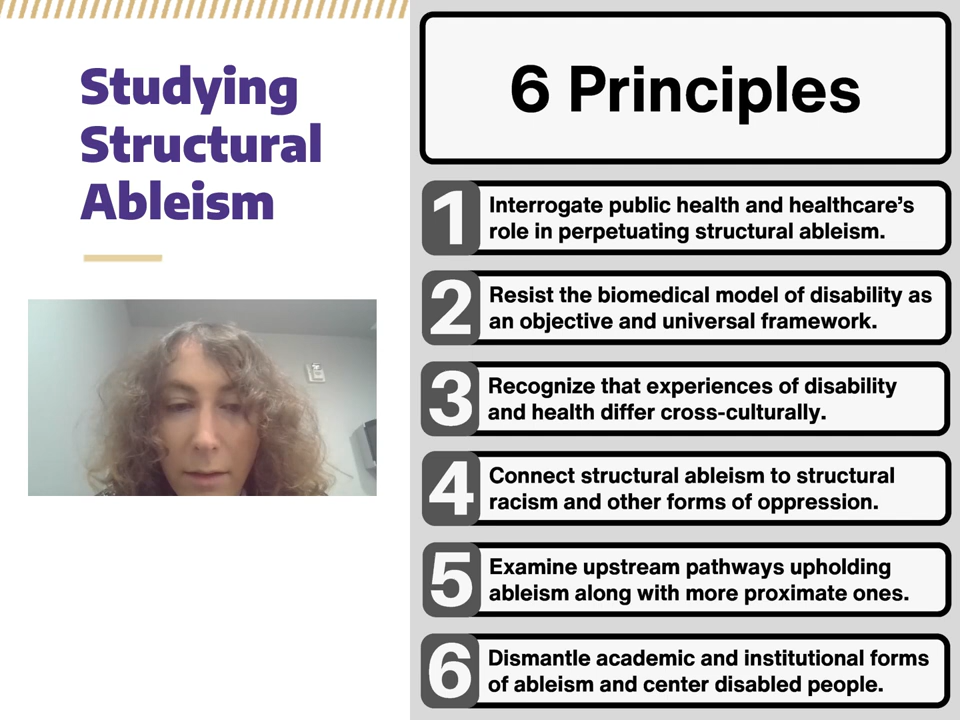 Studying
Structural
Ableism
6 Principles
1
Interrogate public health and healthcare’s
role in perpetuating structural ableism.
2
Resist the biomedical model of disability as
an objective and universal framework.
3
Recognize that experiences of disability
and health differ cross-culturally.
4
Connect structural ableism to structural
racism and other forms of oppression.
5
Examine upstream pathways upholding
ableism along with more proximate ones.
6
Dismantle academic and institutional forms
of ableism and center disabled people.